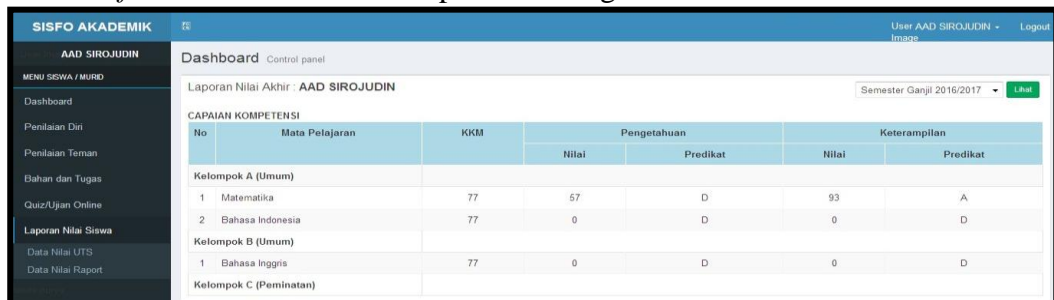 SISFO AKADEMIK
User AAD SIROJUDIN
Image
Logout
AAD SIROJUDIN
MENU SISWA / MURID
Dashboard
Penilaian Diri
Penilaian Teman
Bahan dan Tugas
Quiz/Ujian Online
Laporan Nilai Siswa
Data Nilai UTS
Data Nilai Raport
Dashboard Control panel
Laporan Nilai Akhir : AAD SIROJUDIN
Semester Ganjil 2016/2017 Lihat
CAPAIAN KOMPETENSI
No Mata Pelajaran KKM Pengetahuan Keterampilan
Nilai Predikat Nilai Predikat
Kelompok A (Umum)
1 Matematika 77 57 D 93 A
2 Bahasa Indonesia 77 0 D 0 D
Kelompok B (Umum)
1 Bahasa Inggris 77 0 D 0 D
Kelompok C (Peminatan)